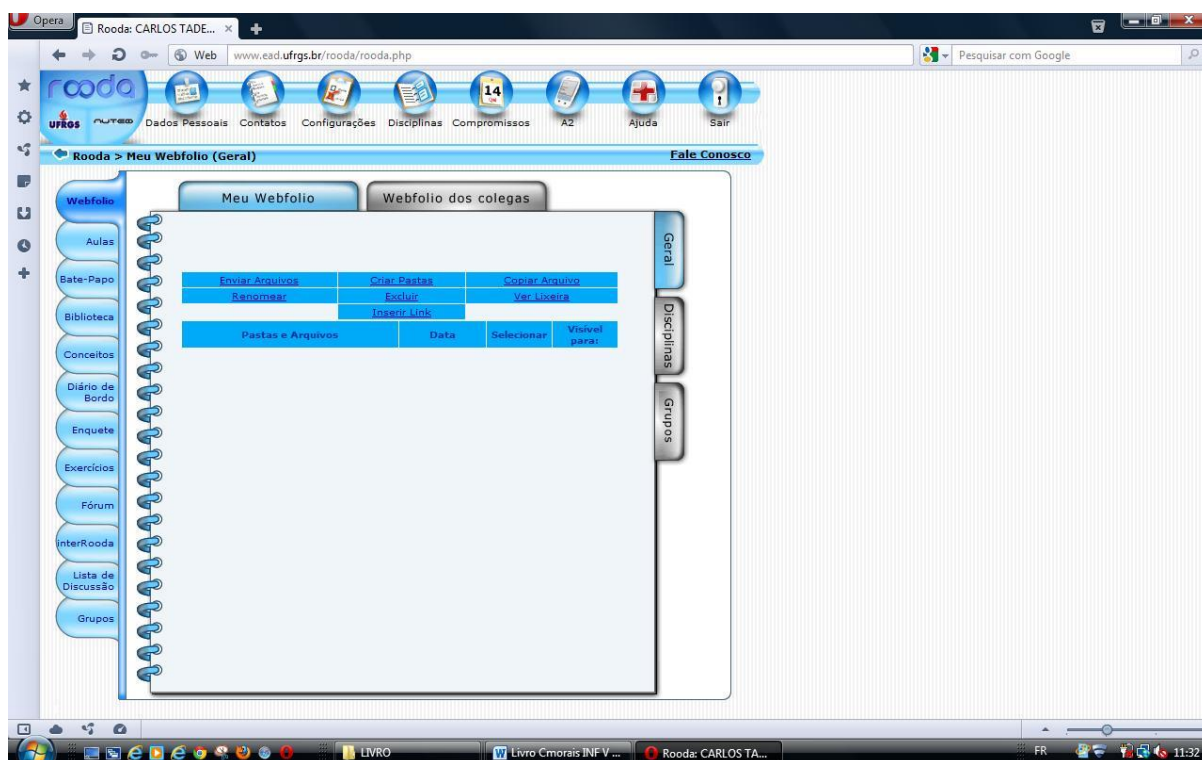 Opera
Rooda: CARLOS TADE...
Web
www.ead.ufrgs.br/rooda/rooda.php
Pesquisar com Google
rooda
UFRGS
NUTED
14
Dados Pessoais
Contatos
Configurações
Disciplinas
Compromissos
A2
Ajuda
Sair
Rooda > Meu Webfolio (Geral)
Fale Conosco
Webfolio
Aulas
Bate-Papo
Biblioteca
Conceitos
Diário de
Bordo
Enquete
Exercícios
Fórum
interRooda
Lista de
Discussão
Grupos
Meu Webfolio
Webfolio dos colegas
Enviar Arquivos
Criar Pastas
Copiar Arquivo
Renomear
Excluir
Ver Lixeira
Inserir Link
Pastas e Arquivos
Data
Selecionar
Visível
para:
Geral
Disciplinas
Grupos
LIVRO
Livro Cmorais INF V ...
Rooda: CARLOS TA...
FR
11:32